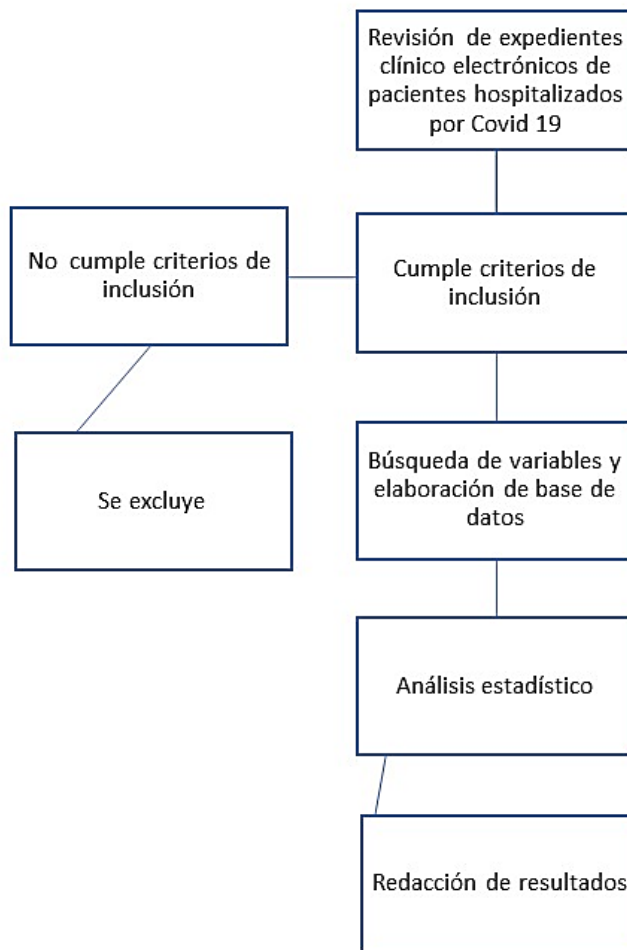 Revisión de expedientes
clínico electrónicos de
pacientes hospitalizados
por Covid 19
No cumple criterios de
inclusión
Cumple criterios de
inclusión
Se excluye
Búsqueda de variables y
elaboración de base de
datos
Análisis estadístico
Redacción de resultados